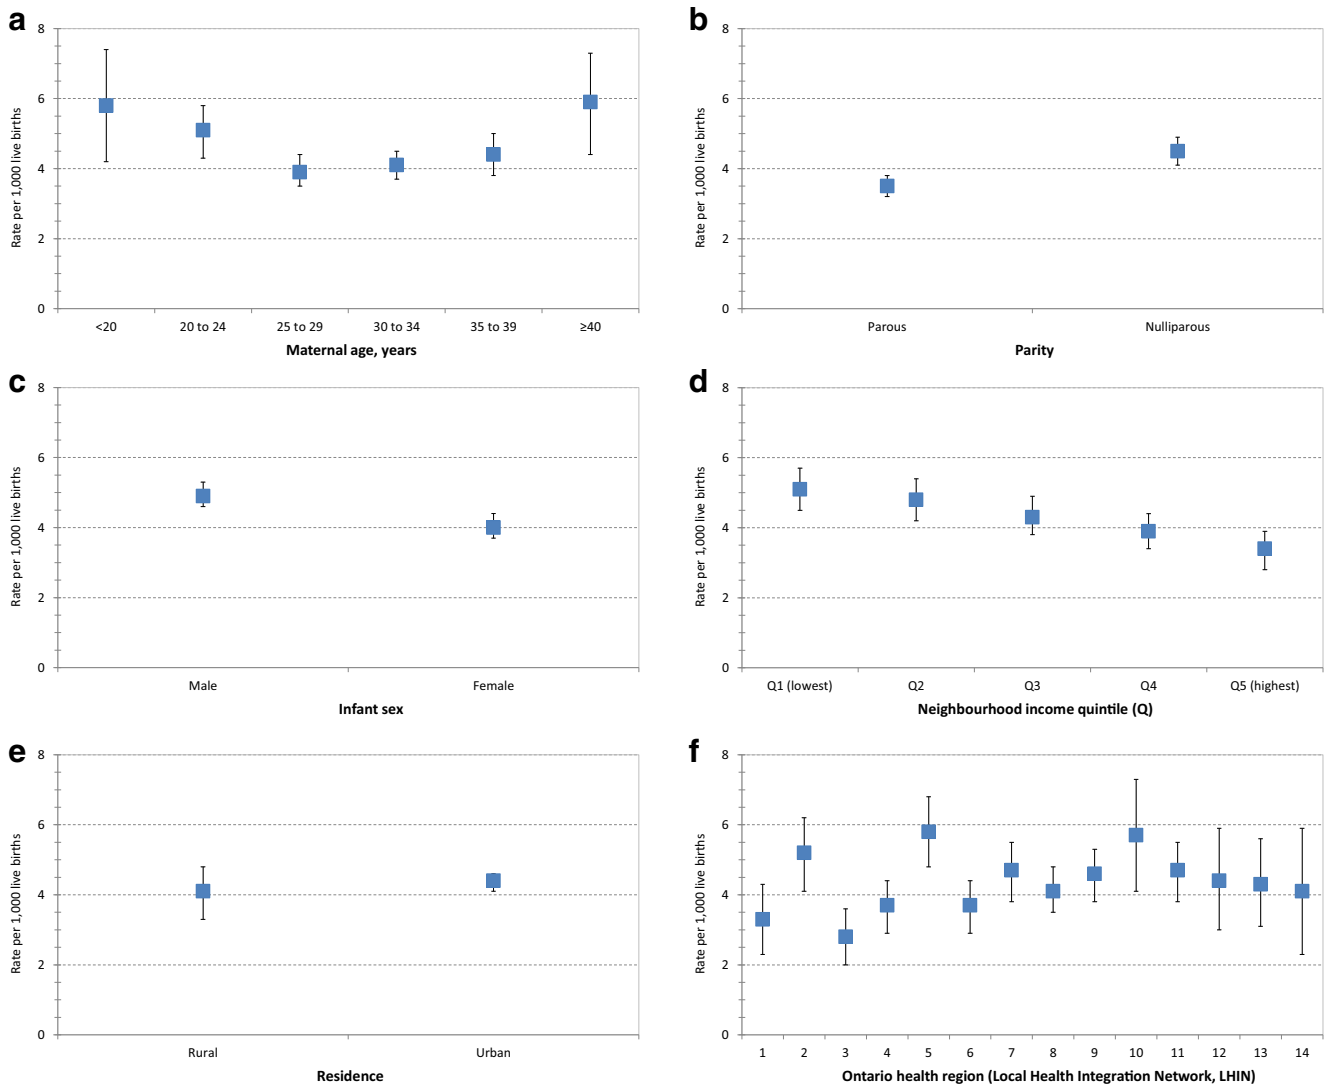 a
8
6
4
2
0
Rate per 1,000 live births
<20 20 to 24 25 to 29 30 to 34 35 to 39 ≥40
Maternal age, years
b
8
6
4
2
0
Rate per 1,000 live births
Parous Nulliparous
Parity
c
8
6
4
2
0
Rate per 1,000 live births
Male Female
Infant sex
d
8
6
4
2
0
Rate per 1,000 live births
Q1 (lowest) Q2 Q3 Q4 Q5 (highest)
Neighbourhood income quintile (Q)
e
8
6
4
2
0
Rate per 1,000 live births
Rural Urban
Residence
f
8
6
4
2
0
Rate per 1,000 live births
1 2 3 4 5 6 7 8 9 10 11 12 13 14
Ontario health region (Local Health Integration Network, LHIN)